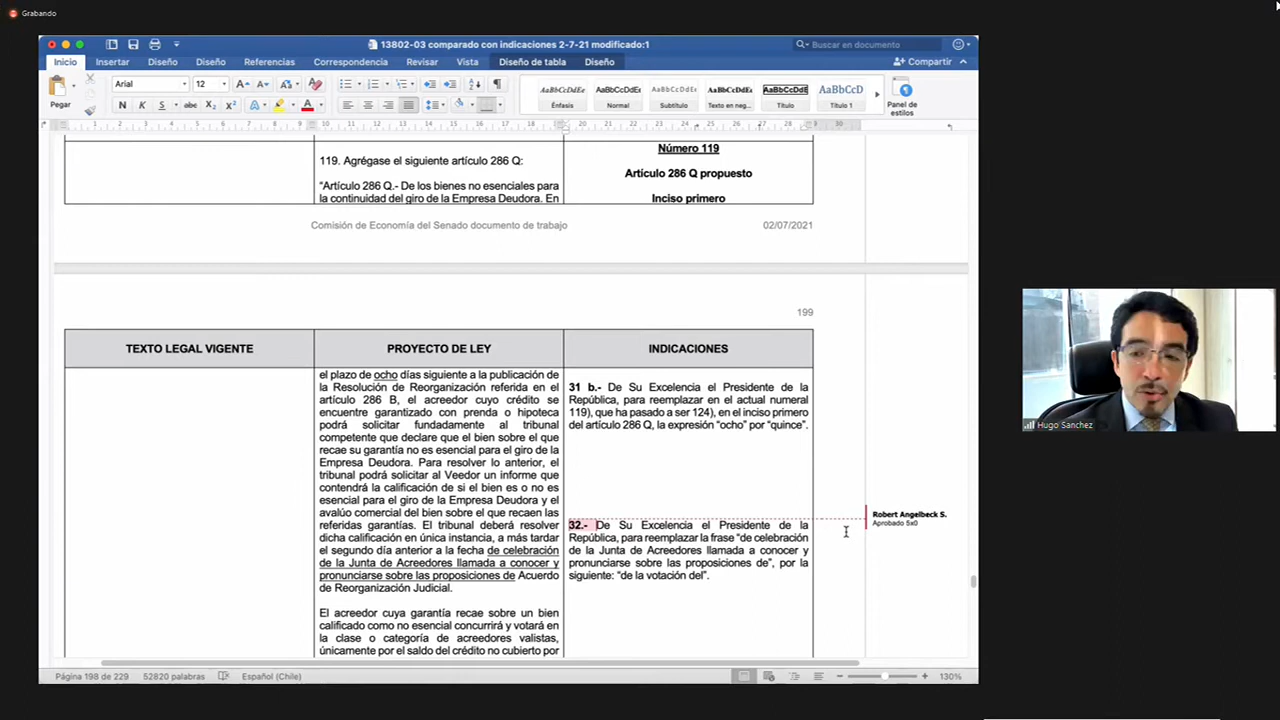 Grabando
13802-03 comparado con indicaciones 2-7-21 modificado:1
Buscar en documento
Inicio Insertar Diseño Diseño Referencias Correspondencia Revisar Vista Diseño de tabla Diseño
Compartir
Pegar
Arial 12
N K S abc X₂ X²
AaBbCcDdEe AaBbCcDdEe AaBbCcDdEe AaBbCcDdEe AaBbCcDdE AaBbCcD
Énfasis Normal Subtítulo Texto en neg... Título Título 1
Panel de
estilos
119. Agrégase el siguiente artículo 286 Q:
"Artículo 286 Q.- De los bienes no esenciales para
la continuidad del giro de la Empresa Deudora. En
Número 119
Artículo 286 Q propuesto
Inciso primero
Comisión de Economía del Senado documento de trabajo 02/07/2021
199
TEXTO LEGAL VIGENTE PROYECTO DE LEY INDICACIONES
el plazo de ocho días siguiente a la publicación de
la Resolución de Reorganización referida en el
artículo 286 B, el acreedor cuyo crédito se
encuentre garantizado con prenda o hipoteca
podrá solicitar fundadamente al tribunal
competente que declare que el bien sobre el que
recae su garantía no es esencial para el giro de la
Empresa Deudora. Para resolver lo anterior, el
tribunal podrá solicitar al Veedor un informe que
contendrá la calificación de si el bien es o no es
esencial para el giro de la Empresa Deudora y el
avalúo comercial del bien sobre el que recaen las
referidas garantías. El tribunal deberá resolver
dicha calificación en única instancia, a más tardar
el segundo día anterior a la fecha de celebración
de la Junta de Acreedores llamada a conocer y
pronunciarse sobre las proposiciones de Acuerdo
de Reorganización Judicial.
El acreedor cuya garantía recae sobre un bien
calificado como no esencial concurrirá y votará en
la clase o categoría de acreedores valistas,
únicamente por el saldo del crédito no cubierto por
31 b.- De Su Excelencia el Presidente de la
República, para reemplazar en el actual numeral
119), que ha pasado a ser 124), en el inciso primero
del artículo 286 Q, la expresión "ocho" por "quince".
32.- De Su Excelencia el Presidente de la
República, para reemplazar la frase "de celebración
de la Junta de Acreedores llamada a conocer y
pronunciarse sobre las proposiciones de", por la
siguiente: "de la votación del".
Robert Angelbeck S.
Aprobado 5x0
Hugo Sanchez
Página 198 de 229 52820 palabras Español (Chile) 130%